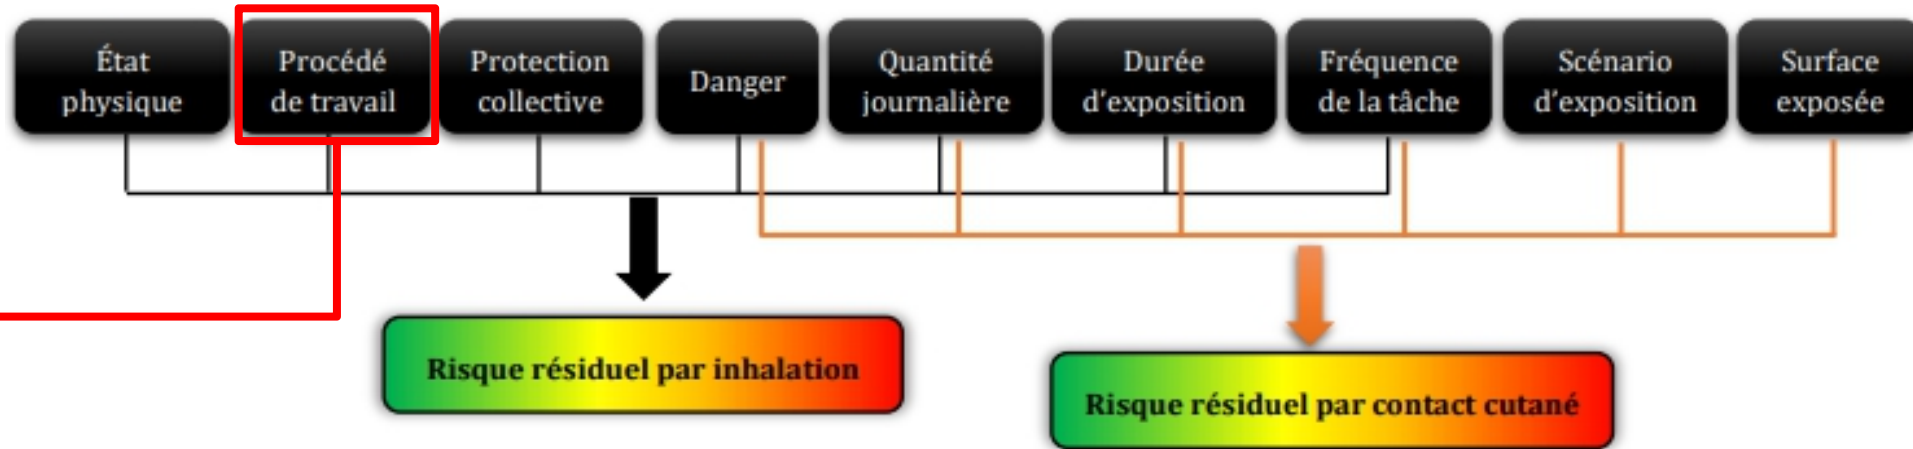 État
physique
Procédé
de travail
Protection
collective
Danger
Quantité
journalière
Durée
d'exposition
Fréquence
de la tâche
Scénario
d'exposition
Surface
exposée
Risque résiduel par inhalation
Risque résiduel par contact cutané